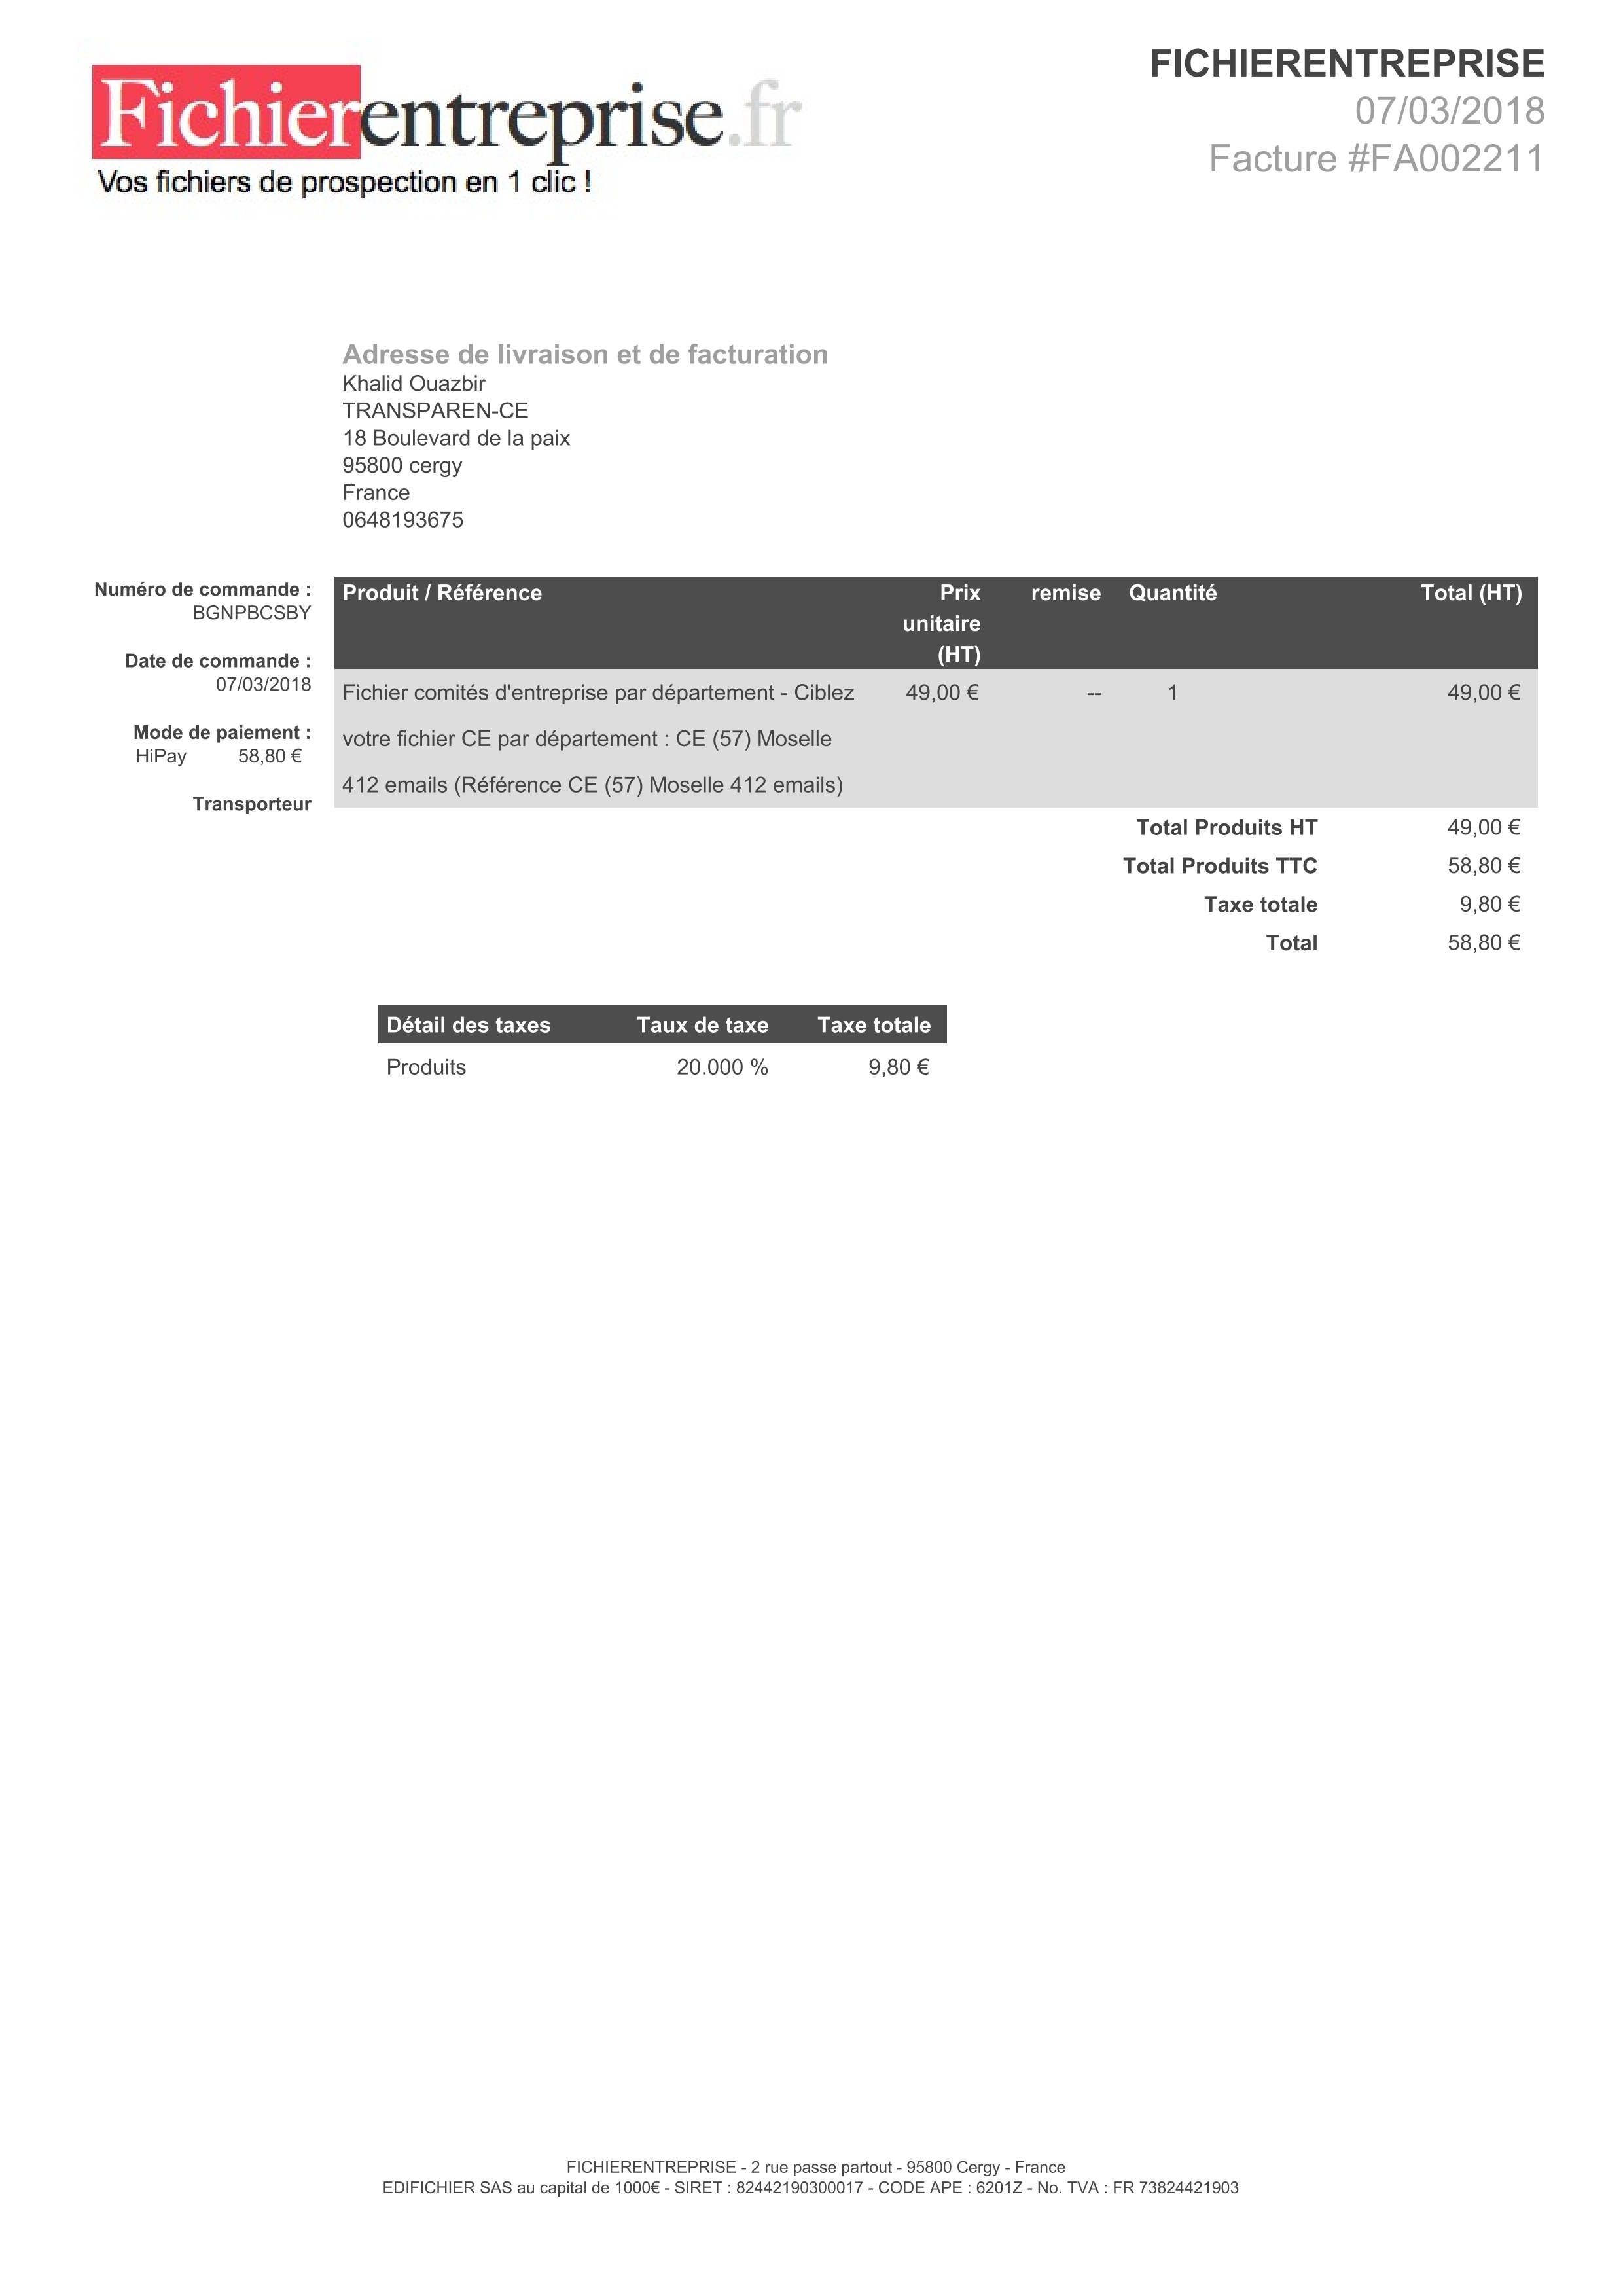 Fichierentreprise.fr
Vos fichiers de prospection en 1 clic !
FICHIERENTREPRISE
07/03/2018
Facture #FA002211
Adresse de livraison et de facturation
Khalid Ouazbir
TRANSPAREN-CE
18 Boulevard de la paix
95800 cergy
France
0648193675
Numéro de commande :
BGNPBCSBY
Date de commande :
07/03/2018
Mode de paiement :
HiPay 58,80 €
Transporteur
Produit / Référence Prix unitaire (HT) remise Quantité Total (HT)
Fichier comités d'entreprise par département - Ciblez 49,00 € -- 1 49,00 €
votre fichier CE par département : CE (57) Moselle
412 emails (Référence CE (57) Moselle 412 emails)
Total Produits HT 49,00 €
Total Produits TTC 58,80 €
Taxe totale 9,80 €
Total 58,80 €
Détail des taxes Taux de taxe Taxe totale
Produits 20.000 % 9,80 €
FICHIERENTREPRISE - 2 rue passe partout - 95800 Cergy - France
EDIFICHIER SAS au capital de 1000€ - SIRET : 82442190300017 - CODE APE : 6201Z - No. TVA : FR 73824421903